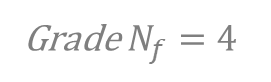 Grade N_f = 4